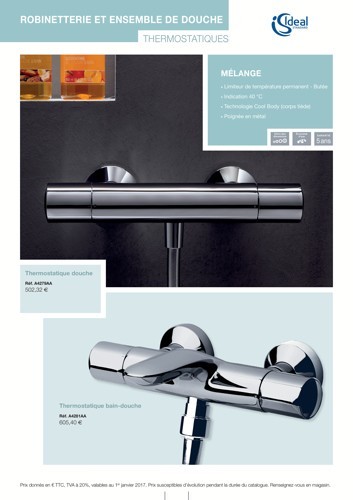 ROBINETTERIE ET ENSEMBLE DE DOUCHE
THERMOSTATIQUES
Ideal
MÉLANGE
• Limiteur de température permanent - Butée
• Indication 40 °C
• Technologie Cool Body (corps froid)
• Poignée en métal
5 ans
Thermostatique douche
Réf. A4273AA
502,32 €
Thermostatique bain-douche
Réf. A4281AA
605,40 €
Prix donnés en € TTC, TVA à 20%, valables au 1er janvier 2017. Prix susceptibles d'évolution pendant la durée du catalogue. Renseignez-vous en magasin.